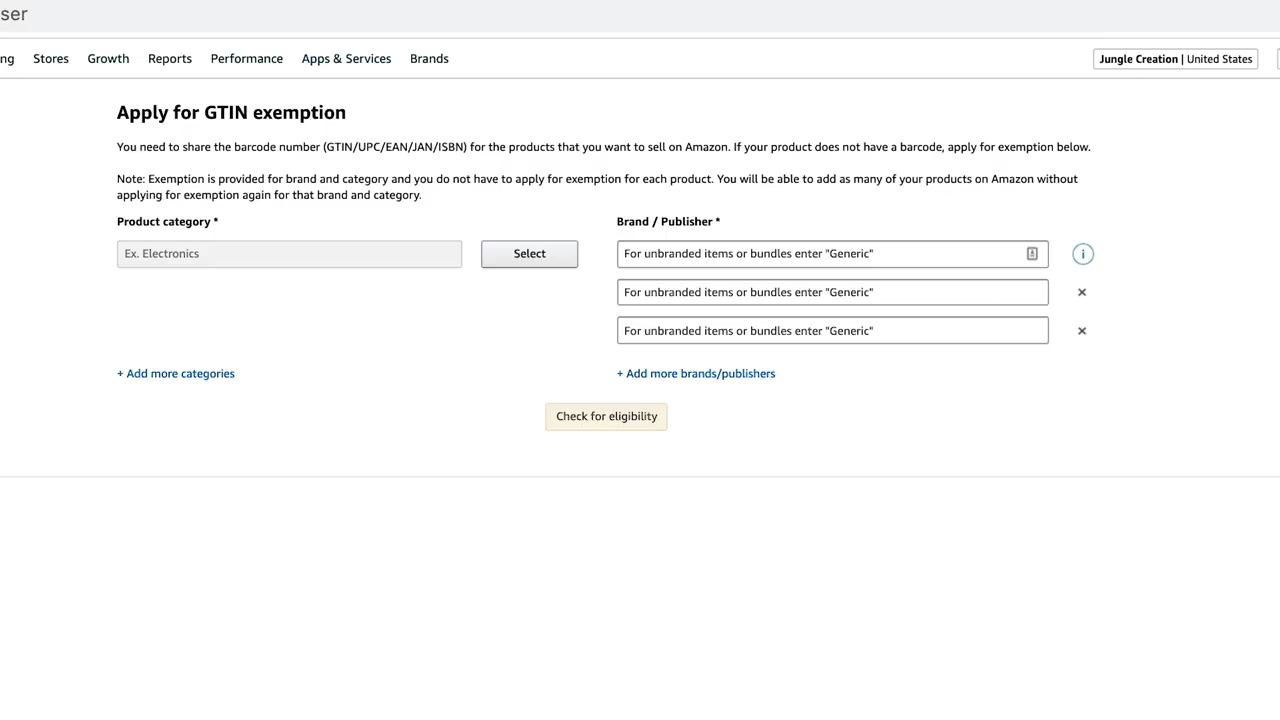 ser
ng Stores Growth Reports Performance Apps & Services Brands Jungle Creation | United States
Apply for GTIN exemption
You need to share the barcode number (GTIN/UPC/EAN/JAN/ISBN) for the products that you want to sell on Amazon. If your product does not have a barcode, apply for exemption below.
Note: Exemption is provided for brand and category and you do not have to apply for exemption for each product. You will be able to add as many of your products on Amazon without
applying for exemption again for that brand and category.
Product category * Brand / Publisher *
Ex. Electronics Select For unbranded items or bundles enter "Generic"
For unbranded items or bundles enter "Generic"
For unbranded items or bundles enter "Generic"
+ Add more categories + Add more brands/publishers
Check for eligibility